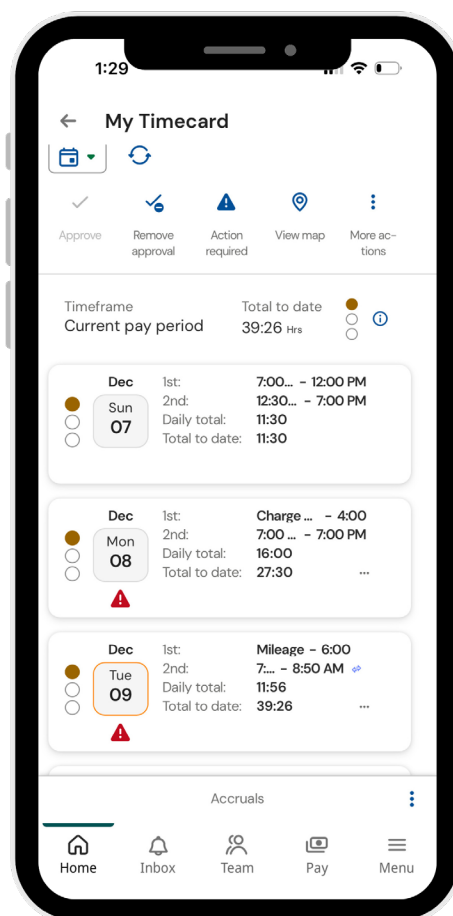 1:29
My Timecard
Approve
Remove approval
Action required
View map
More ac-
tions
Timeframe
Total to date
Current pay period
39:26 Hrs
Dec
Sun
07
1st: 7:00... - 12:00 PM
2nd: 12:30... - 7:00 PM
Daily total: 11:30
Total to date: 11:30
Dec
Mon
08
1st: Charge ... - 4:00
2nd: 7:00 ... - 7:00 PM
Daily total: 16:00
Total to date: 27:30 ...
Dec
Tue
09
1st: Mileage - 6:00
2nd: 7:... - 8:50 AM
Daily total: 11:56
Total to date: 39:26 ...
Accruals
Home
Inbox
Team
Pay
Menu